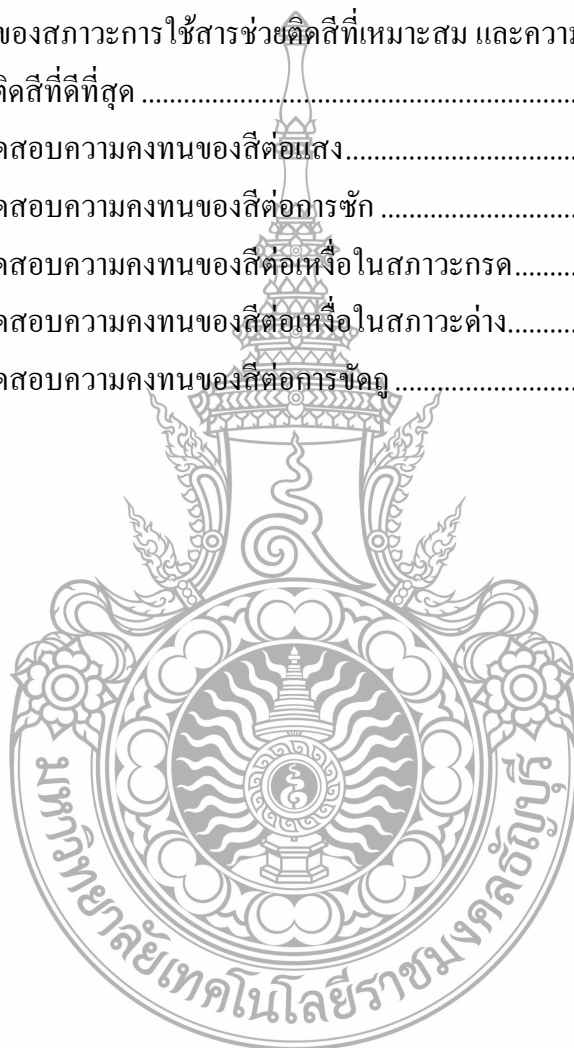 ของสภาวะการใช้สารช่วยติดสีที่เหมาะสม และความ
ติดสีที่ดีที่สุด ..................................................
ดสอบความคงทนของสีต่อแสง..............................
ดสอบความคงทนของสีต่อการซัก ..........................
ดสอบความคงทนของสีต่อเหงื่อในสภาวะกรด..........
ดสอบความคงทนของสีต่อเหงื่อในสภาวะด่าง...........
ดสอบความคงทนของสีต่อการขัดถู ........................
มหาวิทยาลัยเทคโนโลยีราชมงคลธัญบุรี